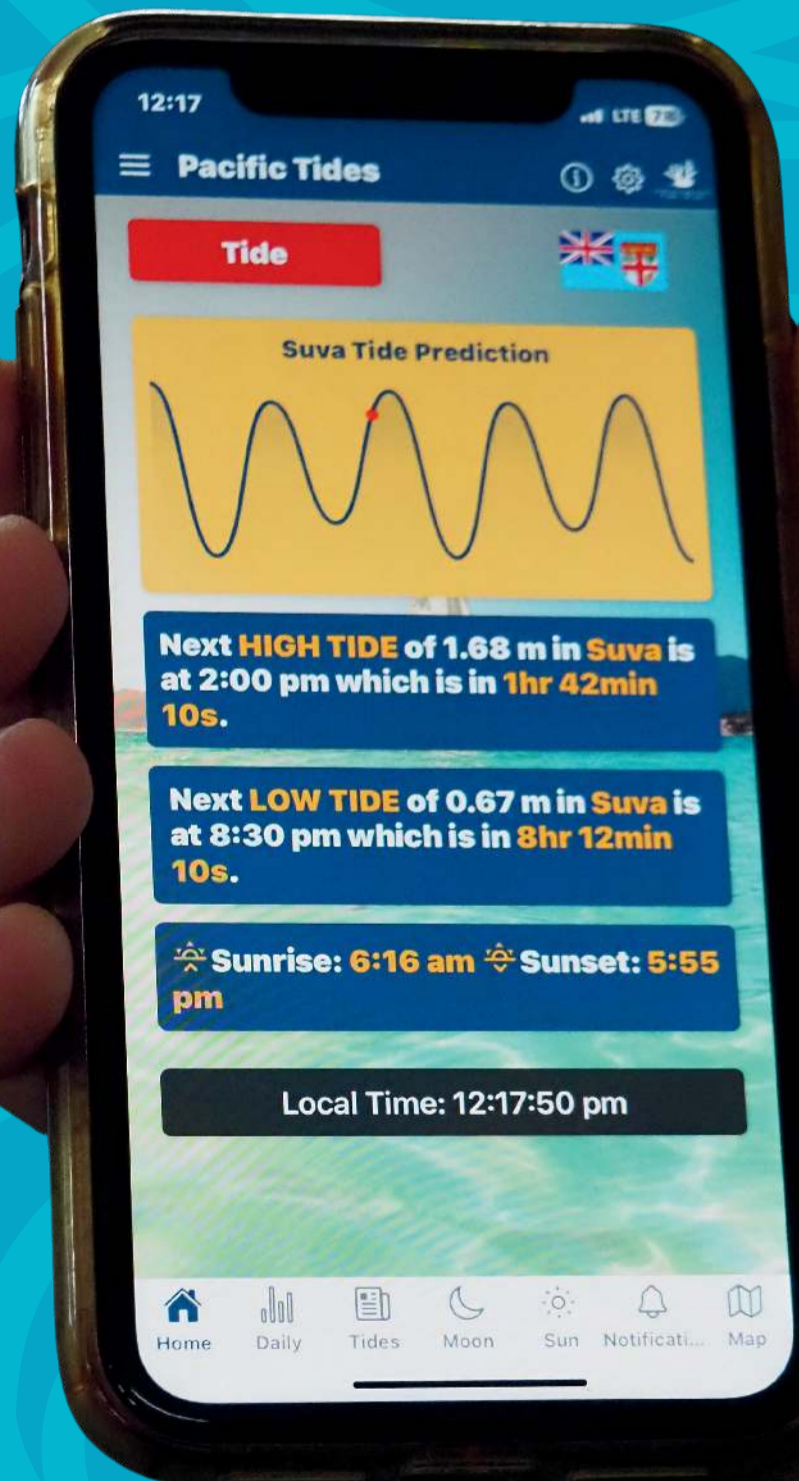 12:17
LTE
Pacific Tides
Tide
Suva Tide Prediction
Next HIGH TIDE of 1.68 m in Suva is
at 2:00 pm which is in 1hr 42min
10s.
Next LOW TIDE of 0.67 m in Suva is
at 8:30 pm which is in 8hr 12min
10s.
Sunrise: 6:16 am Sunset: 5:55
pm
Local Time: 12:17:50 pm
Home Daily Tides Moon Sun Notificati... Map